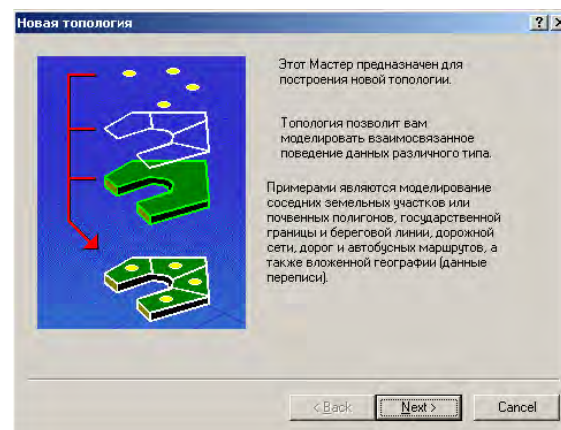 Новая топология
Этот Мастер предназначен для
построения новой топологии.
Топология позволит вам
моделировать взаимосвязанное
поведение данных различного типа.
Примерами являются моделирование
соседних земельных участков или
почвенных полигонов, государственной
границы и береговой линии, дорожной
сети, дорог и автобусных маршрутов, а
также вложенной географии (данные
переписи).
< Back
Next >
Cancel